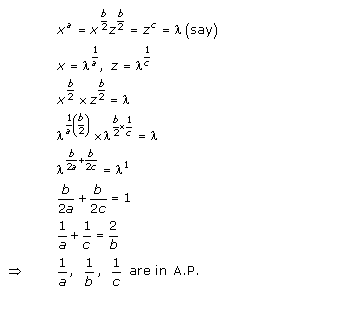 x^a = x^{b/2} z^{b/2} = z^c = λ (say)
x = λ^{1/a}, z = λ^{1/c}
x^{b/2} × z^{b/2} = λ
λ^{1/a(b/2)} × λ^{b/2 × 1/c} = λ
λ^{b/2a + b/2c} = λ^1
b/2a + b/2c = 1
1/a + 1/c = 2/b
⇒ 1/a, 1/b, 1/c are in A.P.